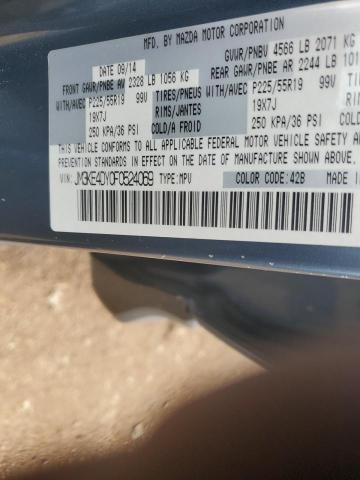 MFD. BY MAZDA MOTOR CORPORATION
DATE 09/14 GVWR/PNBV 4566 LB 2071 KG
FRONT GAWR/PNBE AV 2328 LB 1056 KG REAR GAWR/PNBE AR 2244 LB 101
WITH/AVEC P225/55R19 99V TIRES/PNEUS WITH/AVEC P225/55R19 99V
19X7J RIMS/JANTES 19X7J
250 KPA/36 PSI COLD/A FROID 250 KPA/36 PSI COLD
THIS VEHICLE CONFORMS TO ALL APPLICABLE FEDERAL MOTOR VEHICLE SAFETY
PREVENTION STANDARDS IN EFFECT ON THE DATE OF MANUFACTURE SHOWN
VIN: JM3KE4DY0F0524069 TYPE:MPV COLOR CODE:42B MADE IN